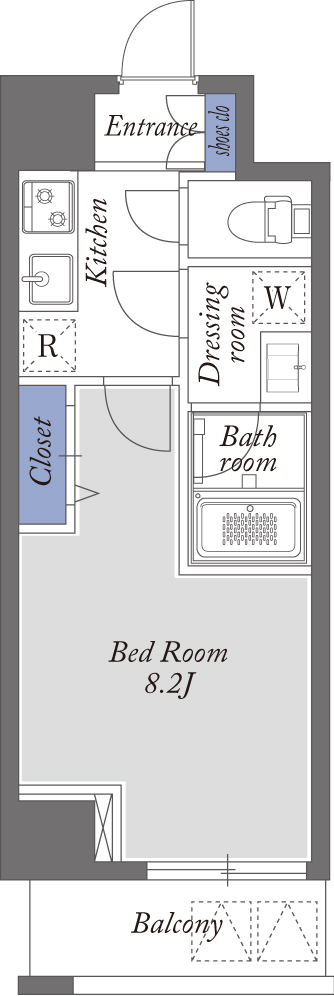 Entrance
shoes clo
Kitchen
W
Dressing
room
R
Closet
Bath
room
Bed Room
8.2J
Balcony